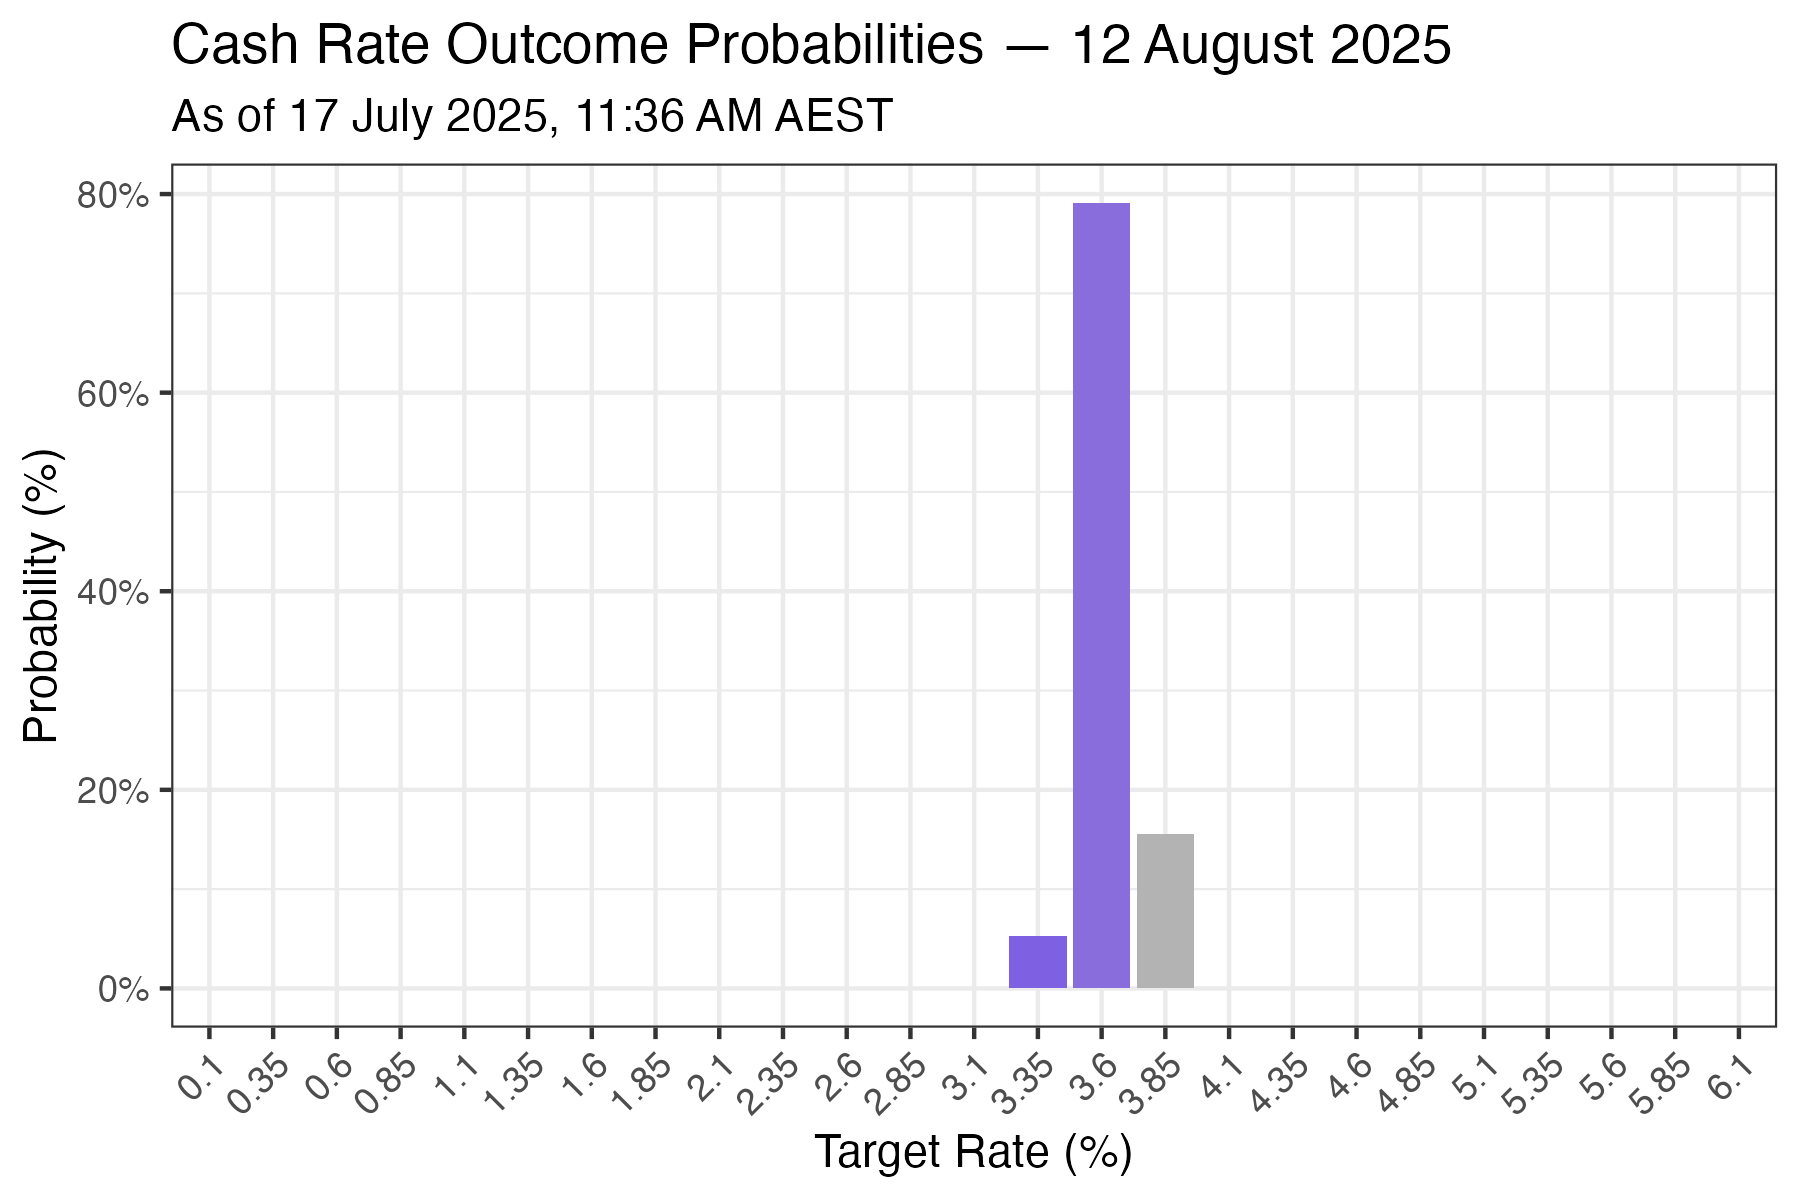 Cash Rate Outcome Probabilities — 12 August 2025
As of 17 July 2025, 11:36 AM AEST
Probability (%)
80%
60%
40%
20%
0%
0.1 0.35 0.6 0.85 1.1 1.35 1.6 1.85 2.1 2.35 2.6 2.85 3.1 3.35 3.6 3.85 4.1 4.35 4.6 4.85 5.1 5.35 5.6 5.85 6.1
Target Rate (%)